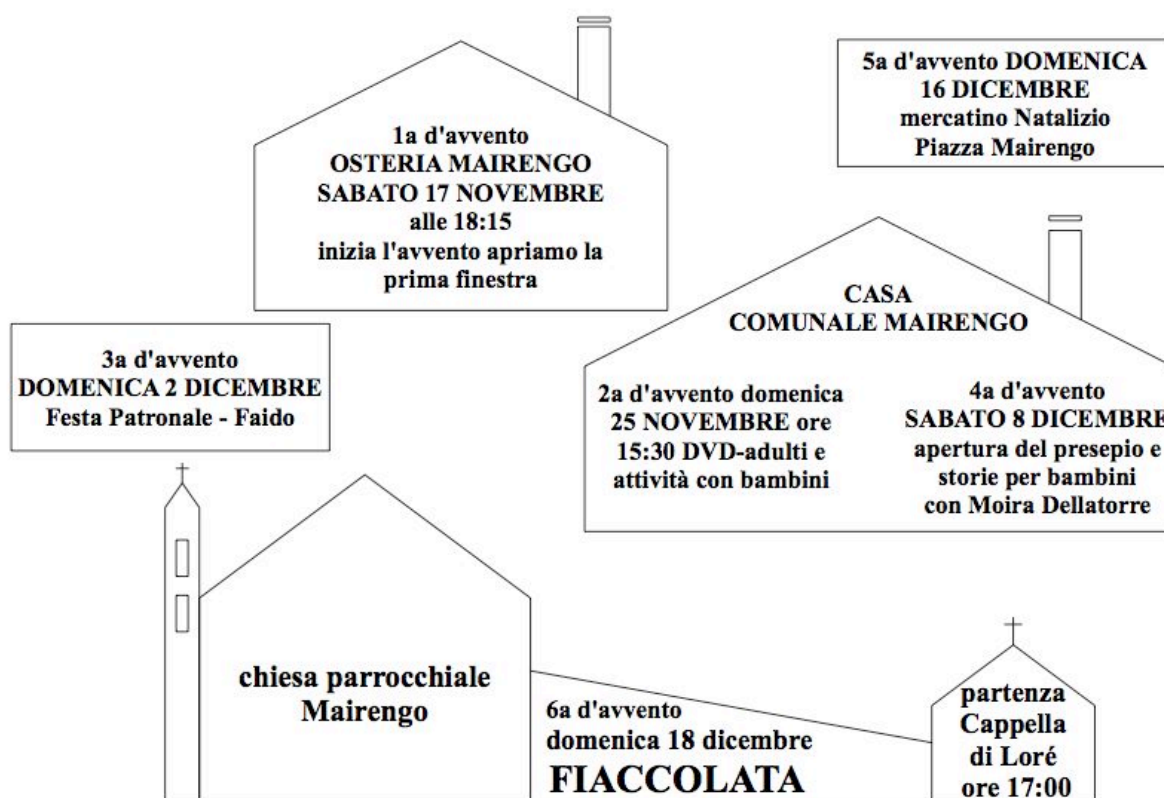 1a d'avvento
OSTERIA MAIRENGO
SABATO 17 NOVEMBRE
alle 18:15
inizia l'avvento apriamo la
prima finestra
5a d'avvento DOMENICA
16 DICEMBRE
mercatino Natalizio
Piazza Mairengo
3a d'avvento
DOMENICA 2 DICEMBRE
Festa Patronale - Faido
CASA
COMUNALE MAIRENGO
2a d'avvento domenica
25 NOVEMBRE ore
15:30 DVD-adulti e
attività con bambini
4a d'avvento
SABATO 8 DICEMBRE
apertura del presepio e
storie per bambini
con Moira Dellatorre
chiesa parrocchiale
Mairengo
6a d'avvento
domenica 18 dicembre
FIACCOLATA
partenza
Cappella
di Loré
ore 17:00